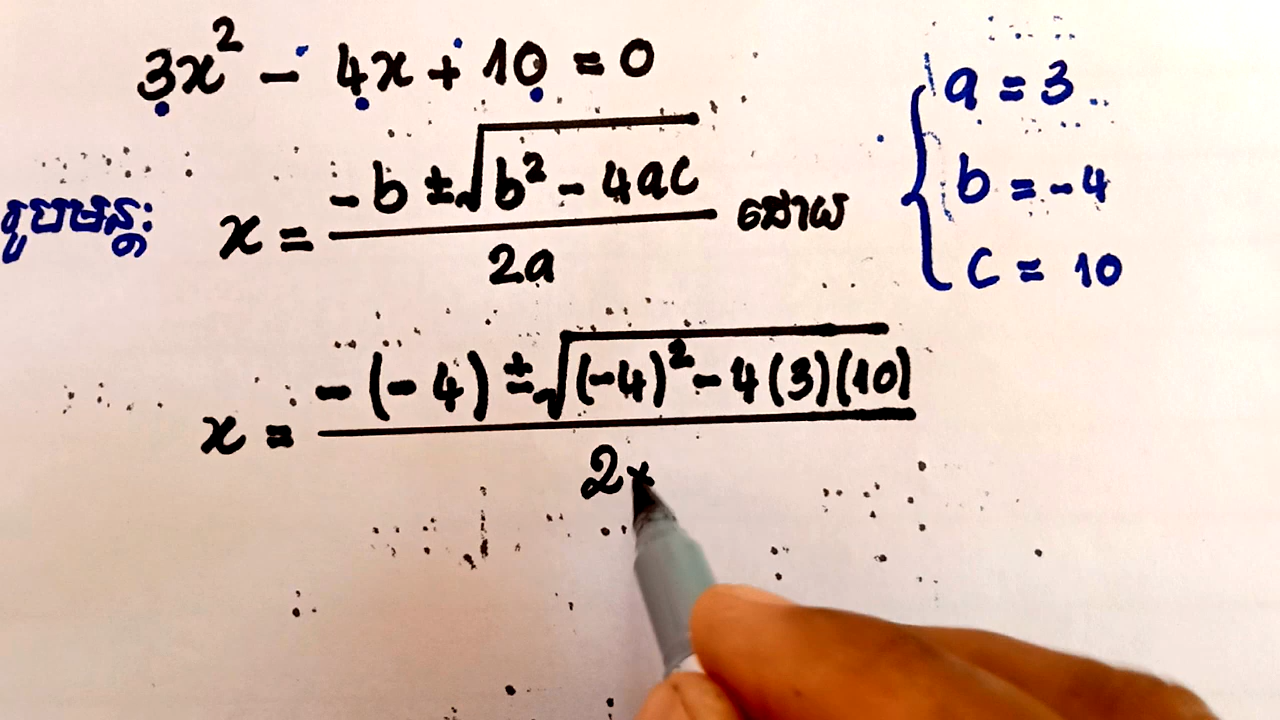 3x² - 4x + 10 = 0
រូបមន្ត: x = (-b ± √(b² - 4ac)) / 2a ដោយ { a = 3
b = -4
c = 10
x = (-(-4) ± √((-4)² - 4(3)(10))) / 2×